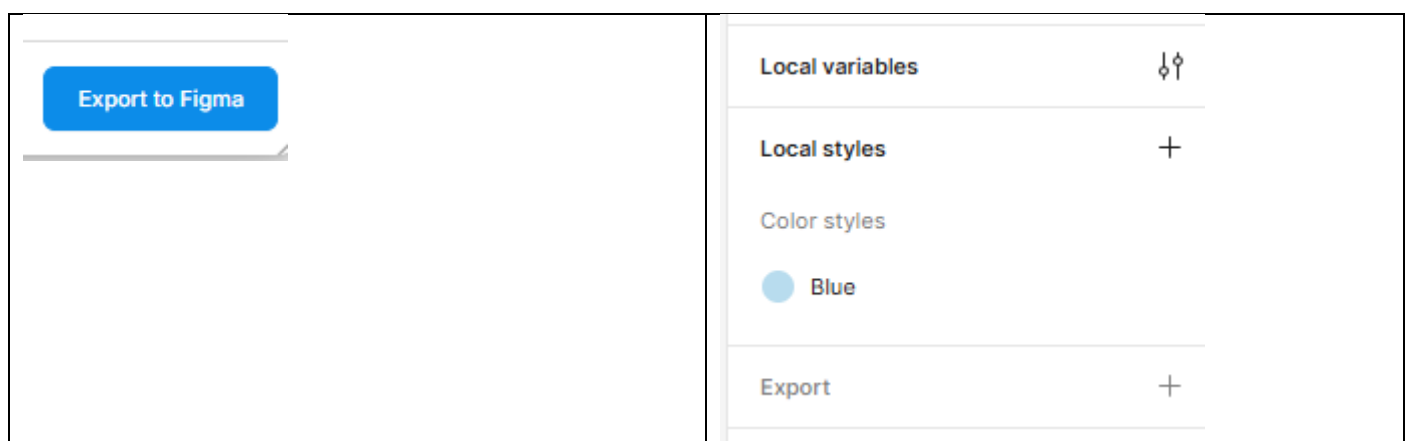 Export to Figma
Local variables
Local styles
Color styles
Blue
Export